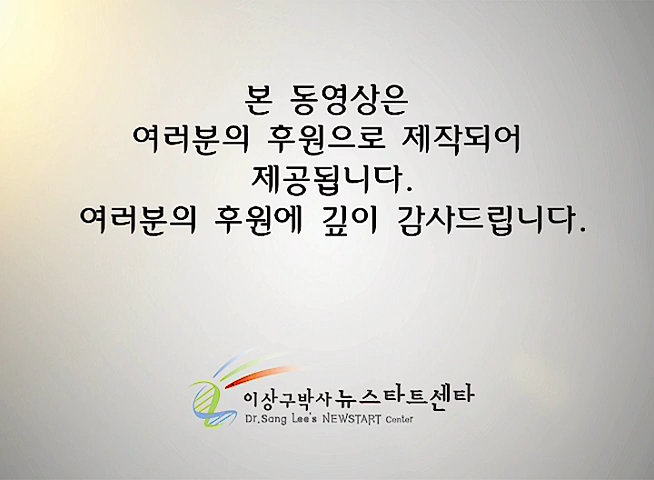 본 동영상은
여러분의 후원으로 제작되어
제공됩니다.
여러분의 후원에 깊이 감사드립니다.
이상구박사 뉴스타트센타
Dr.Sang Lee's NEWSTART Center